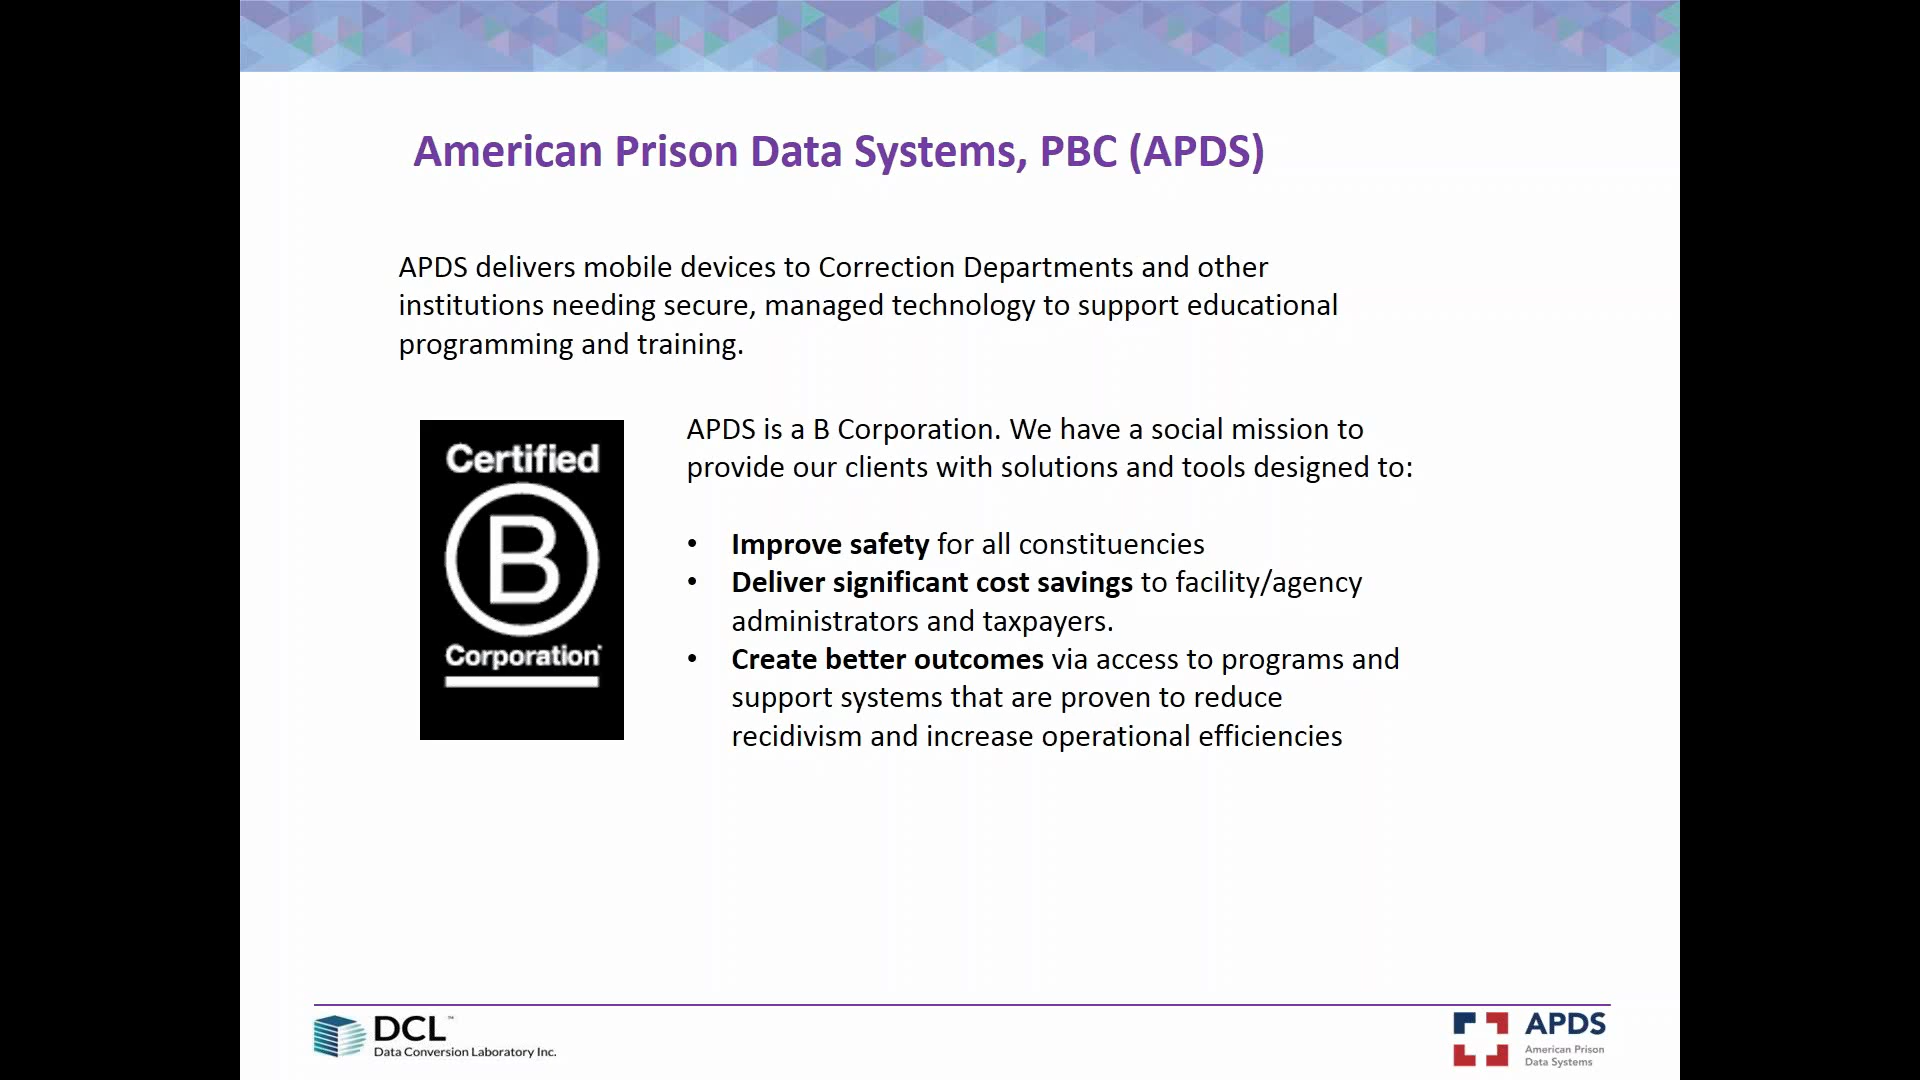 American Prison Data Systems, PBC (APDS)
APDS delivers mobile devices to Correction Departments and other
institutions needing secure, managed technology to support educational
programming and training.
Certified
B
Corporation
APDS is a B Corporation. We have a social mission to
provide our clients with solutions and tools designed to:
• Improve safety for all constituencies
• Deliver significant cost savings to facility/agency
administrators and taxpayers.
• Create better outcomes via access to programs and
support systems that are proven to reduce
recidivism and increase operational efficiencies
DCL™
Data Conversion Laboratory Inc.
APDS
American Prison
Data Systems